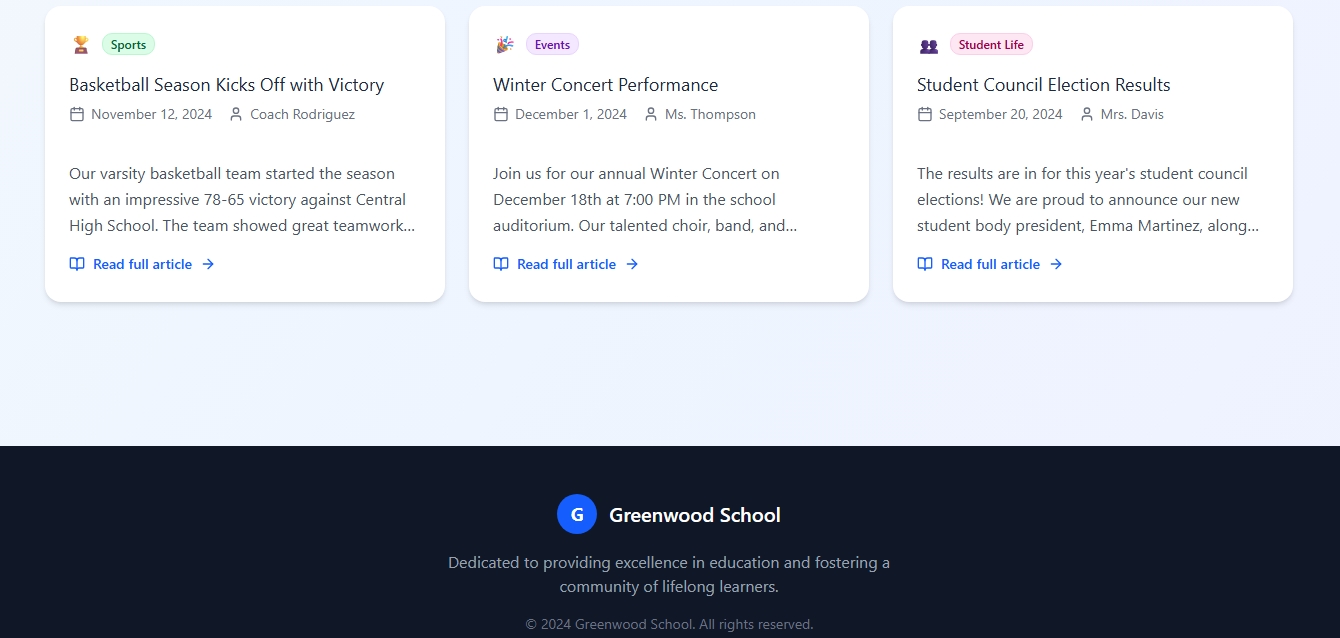 Sports
Basketball Season Kicks Off with Victory
November 12, 2024 Coach Rodriguez
Our varsity basketball team started the season
with an impressive 78-65 victory against Central
High School. The team showed great teamwork...
Read full article →
Events
Winter Concert Performance
December 1, 2024 Ms. Thompson
Join us for our annual Winter Concert on
December 18th at 7:00 PM in the school
auditorium. Our talented choir, band, and...
Read full article →
Student Life
Student Council Election Results
September 20, 2024 Mrs. Davis
The results are in for this year's student council
elections! We are proud to announce our new
student body president, Emma Martinez, along...
Read full article →
G Greenwood School
Dedicated to providing excellence in education and fostering a
community of lifelong learners.
© 2024 Greenwood School. All rights reserved.